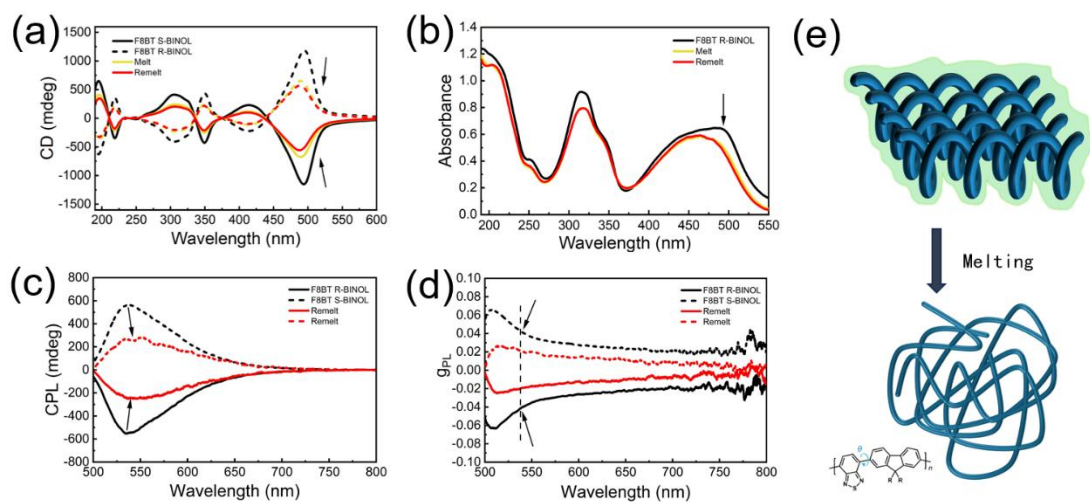 (a)
CD (mdeg)
1000
500
0
-500
-1000
-1500
200 250 300 350 400 450 500 550 600
Wavelength (nm)
F8BT S-BINOL
F8BT R-BINOL
Melt
Remelt
(b)
Absorbance
1.4
1.2
1.0
0.8
0.6
0.4
0.2
0.0
200 250 300 350 400 450 500 550
Wavelength (nm)
F8BT R-BINOL
Melt
Remelt
(c)
CPL (mdeg)
800
600
400
200
0
-200
-400
-600
-800
500 550 600 650 700 750 800
Wavelength (nm)
F8BT R-BINOL
F8BT S-BINOL
Remelt
Remelt
(d)
gPL
0.10
0.08
0.06
0.04
0.02
0.00
-0.02
-0.04
-0.06
-0.08
-0.10
500 550 600 650 700 750 800
Wavelength (nm)
F8BT R-BINOL
F8BT S-BINOL
Remelt
Remelt
(e)
Melting
θ
N
S
N
R R
n